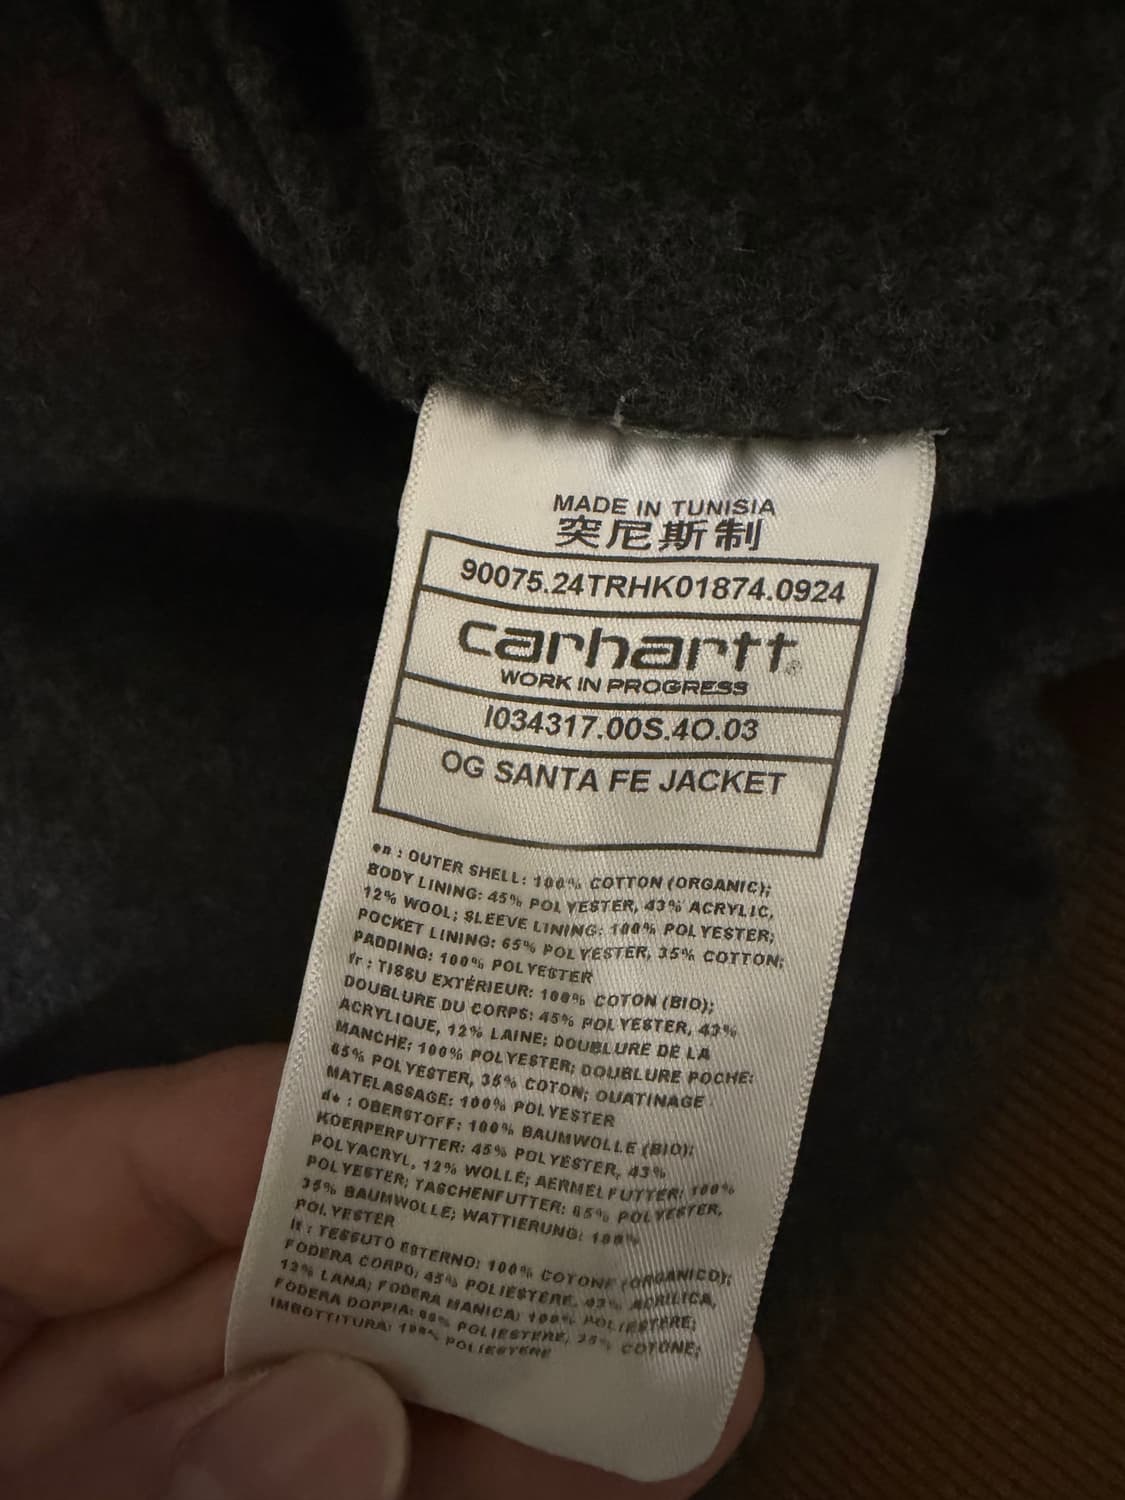 MADE IN TUNISIA
突尼斯制
90075.24TRHK01874.0924
carhartt®
WORK IN PROGRESS
I034317.00S.4O.03
OG SANTA FE JACKET
en : OUTER SHELL: 100% COTTON (ORGANIC);
BODY LINING: 45% POLYESTER, 43% ACRYLIC,
12% WOOL; SLEEVE LINING: 100% POLYESTER;
POCKET LINING: 65% POLYESTER, 35% COTTON;
PADDING: 100% POLYESTER
fr : TISSU EXTÉRIEUR: 100% COTON (BIO);
DOUBLURE DU CORPS: 45% POLYESTER, 43%
ACRYLIQUE, 12% LAINE; DOUBLURE DE LA
MANCHE: 100% POLYESTER; DOUBLURE POCHE:
65% POLYESTER, 35% COTON; OUATINAGE
MATELASSAGE: 100% POLYESTER
de : OBERSTOFF: 100% BAUMWOLLE (BIO);
KOERPERFUTTER: 45% POLYESTER, 43%
POLYACRYL, 12% WOLLE; AERMELFUTTER: 100%
POLYESTER; TASCHENFUTTER: 65% POLYESTER,
35% BAUMWOLLE; WATTIERUNG: 100%
POLYESTER
it : TESSUTO ESTERNO: 100% COTONE (ORGANICO);
FODERA CORPO: 45% POLIESTERE, 43% ACRILICA,
12% LANA; FODERA MANICA: 100% POLIESTERE;
FODERA DOPPIA: 65% POLIESTERE, 35% COTONE;
IMBOTTITURA: 100% POLIESTERE